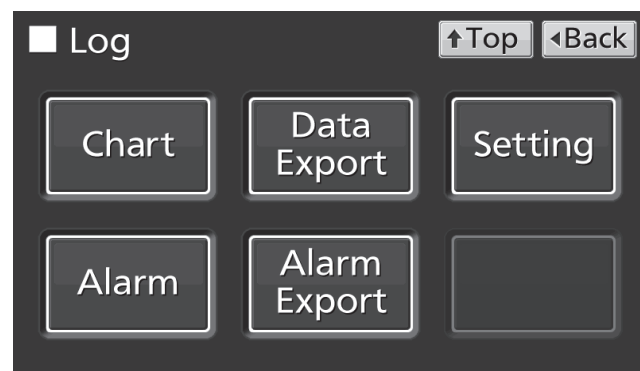 Log
Top
Back
Chart
Data
Export
Setting
Alarm
Alarm
Export